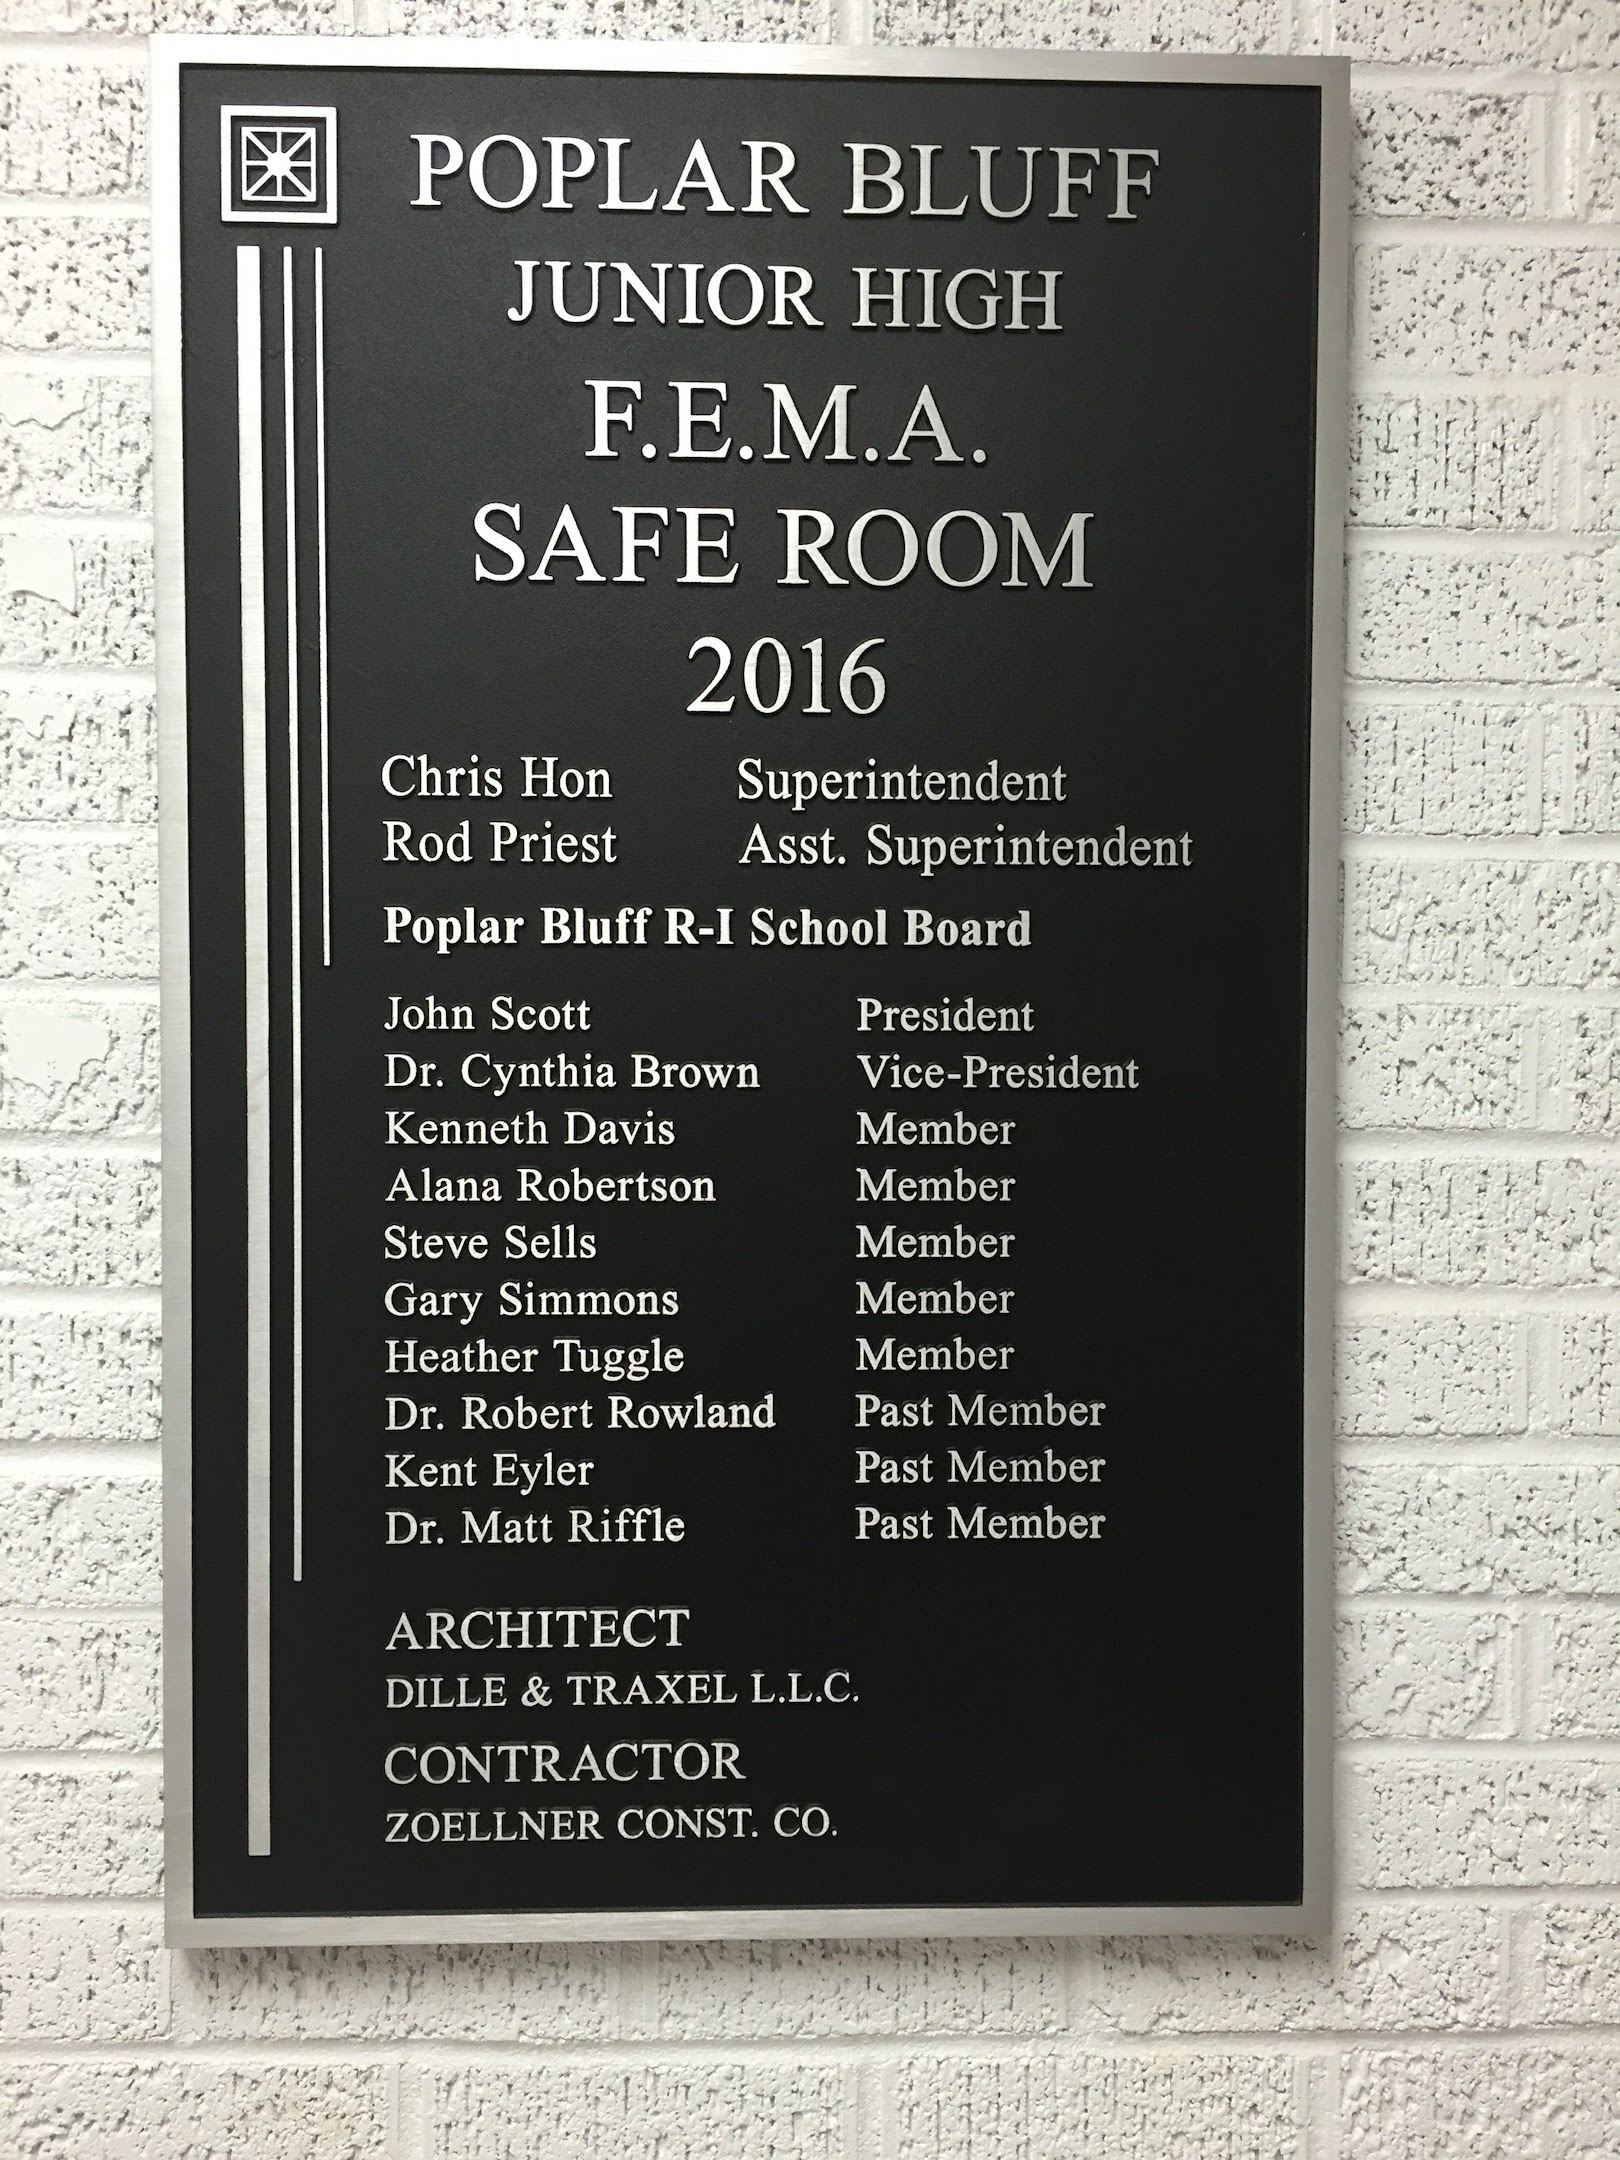 POPLAR BLUFF
JUNIOR HIGH
F.E.M.A.
SAFE ROOM
2016
Chris Hon Superintendent
Rod Priest Asst. Superintendent
Poplar Bluff R-I School Board
John Scott President
Dr. Cynthia Brown Vice-President
Kenneth Davis Member
Alana Robertson Member
Steve Sells Member
Gary Simmons Member
Heather Tuggle Member
Dr. Robert Rowland Past Member
Kent Eyler Past Member
Dr. Matt Riffle Past Member
ARCHITECT
DILLE & TRAXEL L.L.C.
CONTRACTOR
ZOELLNER CONST. CO.